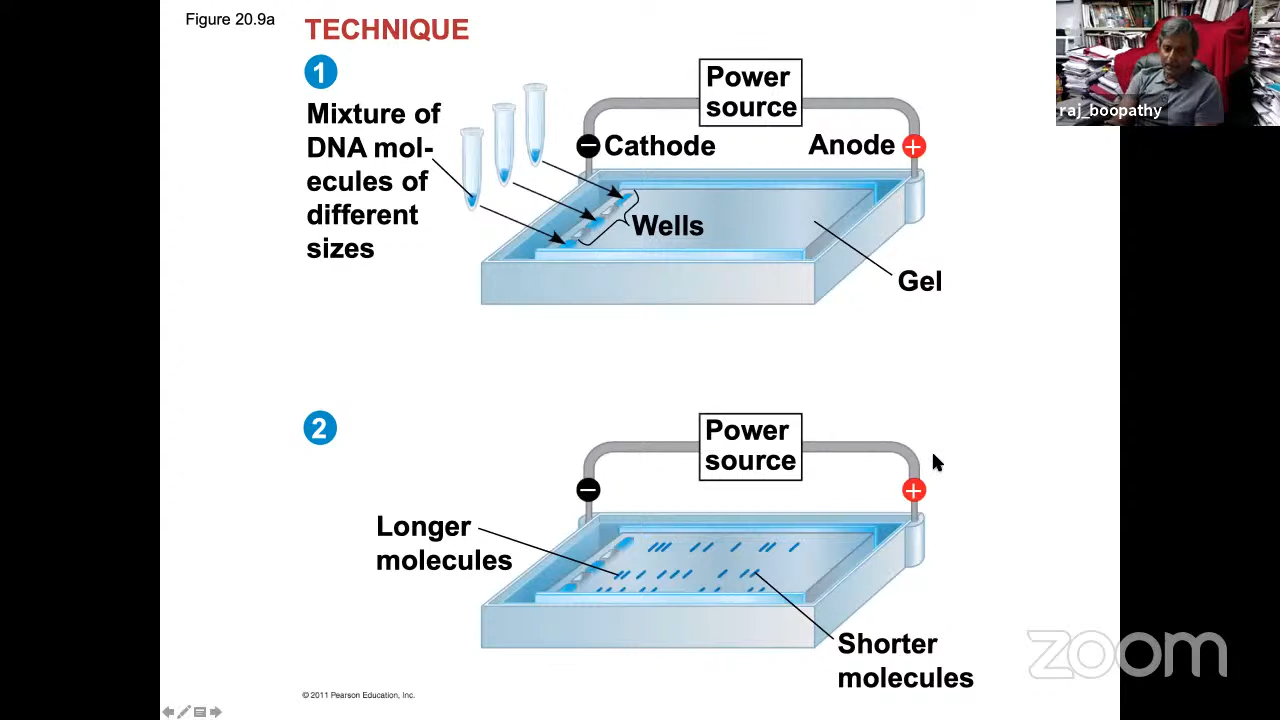 Figure 20.9a
TECHNIQUE
1
Mixture of
DNA mol-
ecules of
different
sizes
Power
source
− Cathode
Anode +
Wells
Gel
raj_boopathy
2
Power
source
−
+
Longer
molecules
Shorter
molecules
© 2011 Pearson Education, Inc.
zoom